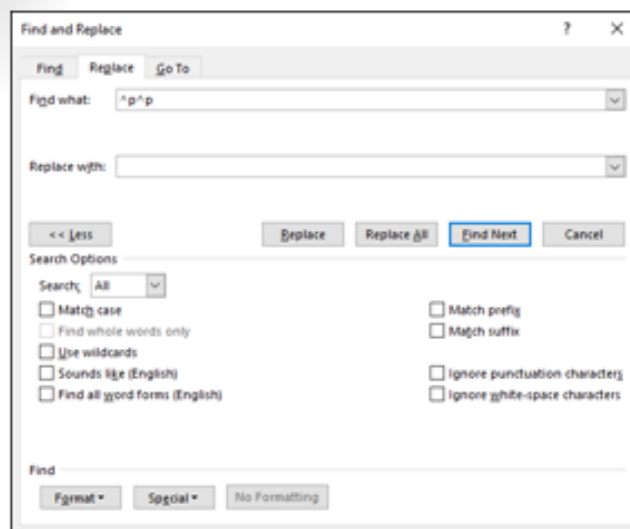 Find and Replace ? ✕
Find Replace Go To
Find what: ^p^p
Replace with:
<< Less Replace Replace All Find Next Cancel
Search Options
Search: All
Match case Match prefix
Find whole words only Match suffix
Use wildcards
Sounds like (English) Ignore punctuation characters
Find all word forms (English) Ignore white-space characters
Find
Format Special No Formatting